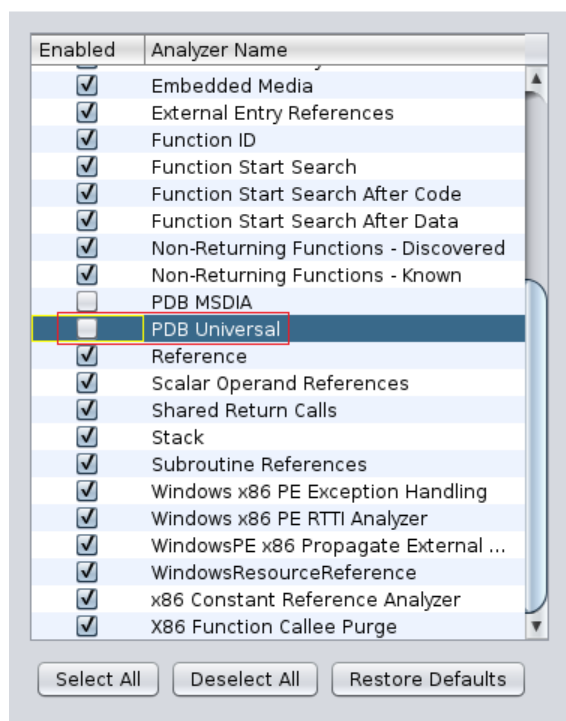 Enabled Analyzer Name
Embedded Media
External Entry References
Function ID
Function Start Search
Function Start Search After Code
Function Start Search After Data
Non-Returning Functions - Discovered
Non-Returning Functions - Known
PDB MSDIA
PDB Universal
Reference
Scalar Operand References
Shared Return Calls
Stack
Subroutine References
Windows x86 PE Exception Handling
Windows x86 PE RTTI Analyzer
WindowsPE x86 Propagate External ...
WindowsResourceReference
x86 Constant Reference Analyzer
X86 Function Callee Purge
Select All Deselect All Restore Defaults